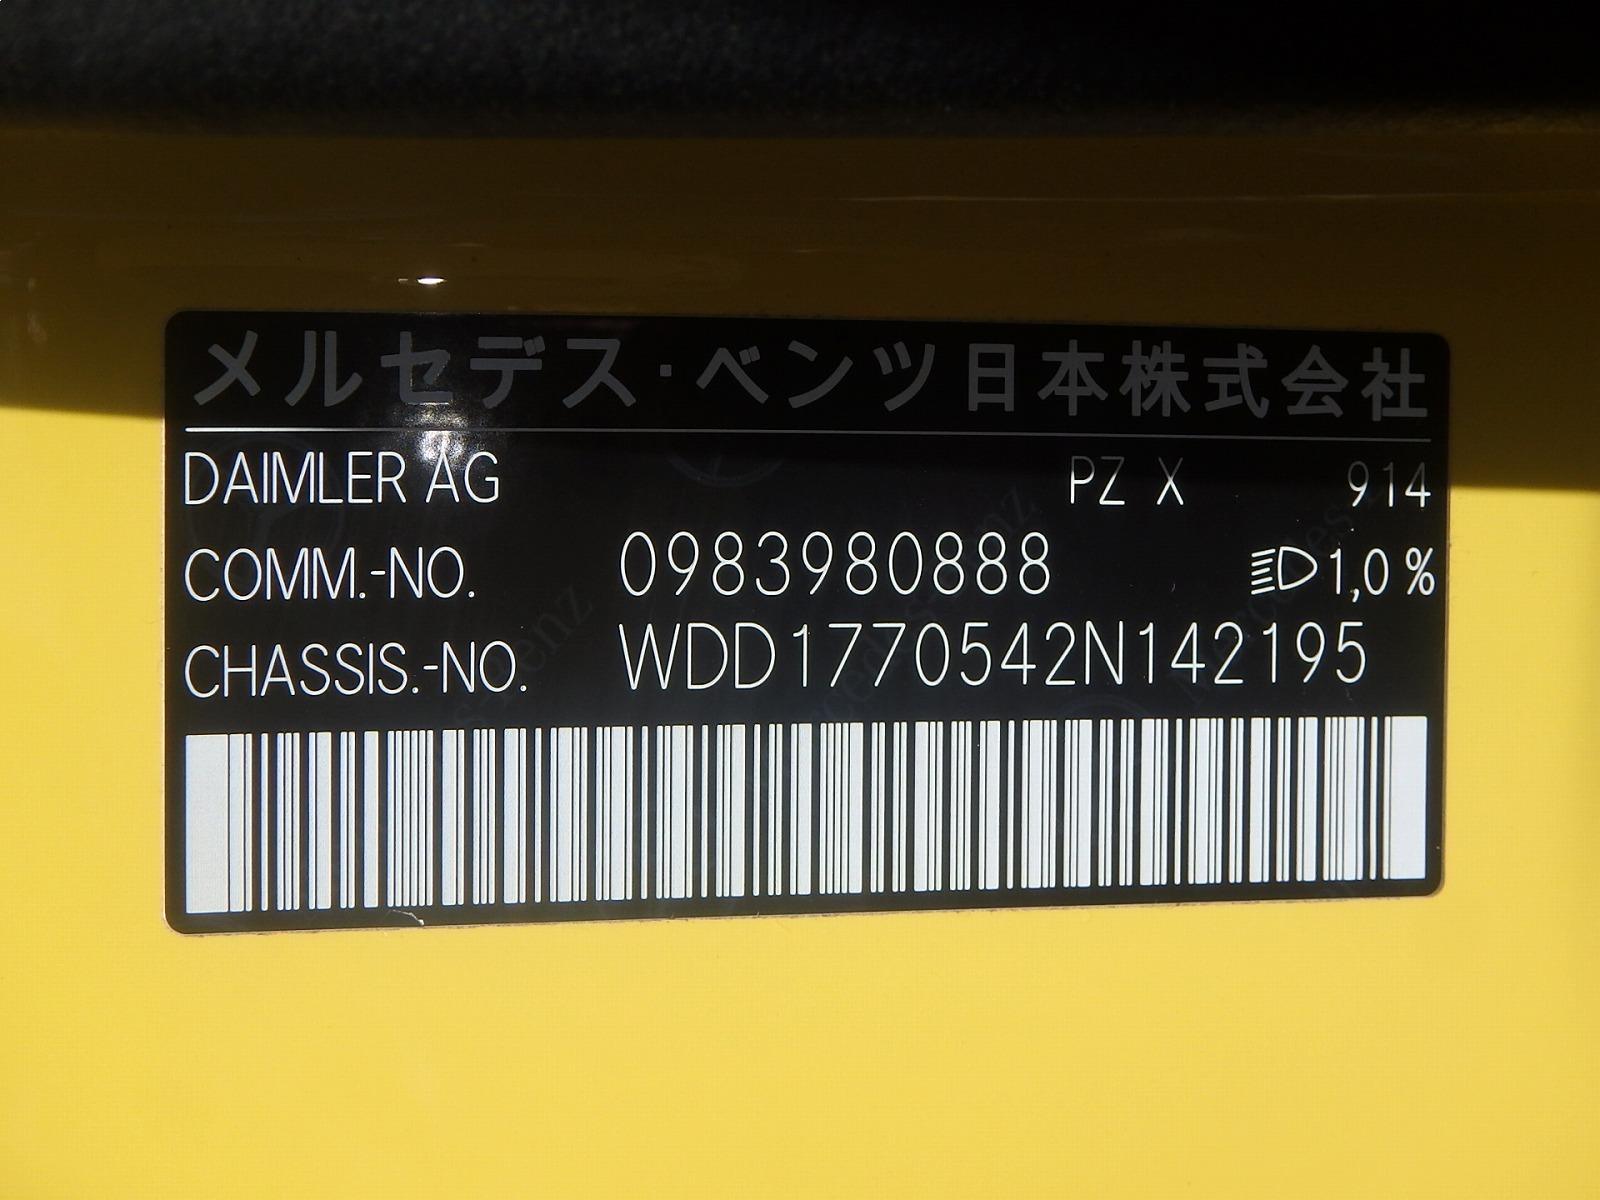 メルセデス・ベンツ日本株式会社
DAIMLER AG PZ X 914
COMM.-NO. 0983980888 1,0 %
CHASSIS.-NO. WDD1770542N142195